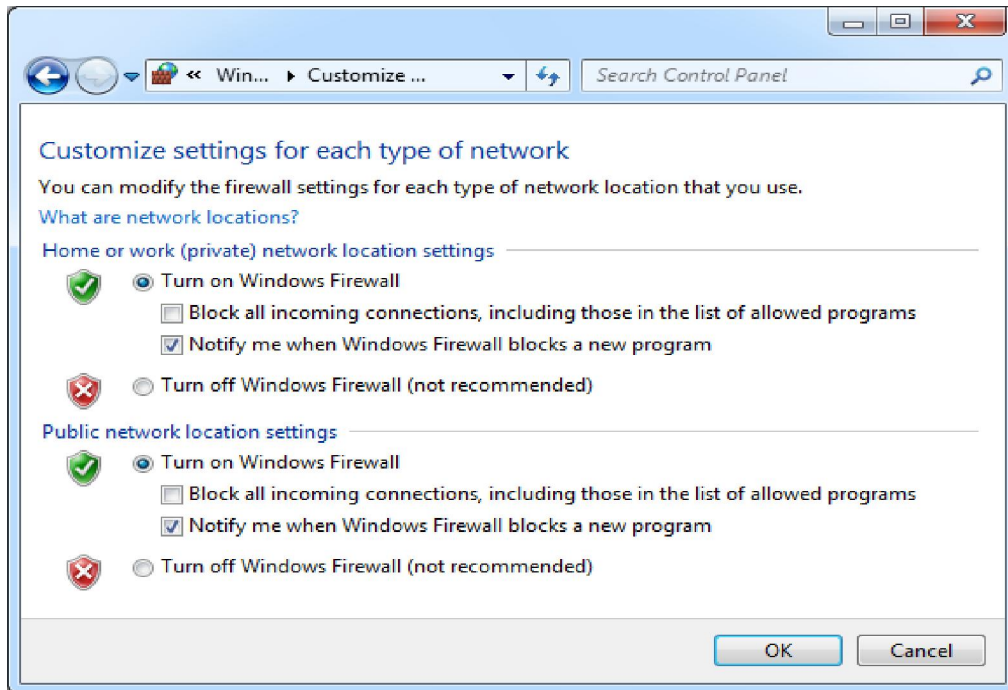 « Win... ▸ Customize ...
Search Control Panel
Customize settings for each type of network
You can modify the firewall settings for each type of network location that you use.
What are network locations?
Home or work (private) network location settings
Turn on Windows Firewall
Block all incoming connections, including those in the list of allowed programs
Notify me when Windows Firewall blocks a new program
Turn off Windows Firewall (not recommended)
Public network location settings
Turn on Windows Firewall
Block all incoming connections, including those in the list of allowed programs
Notify me when Windows Firewall blocks a new program
Turn off Windows Firewall (not recommended)
OK
Cancel